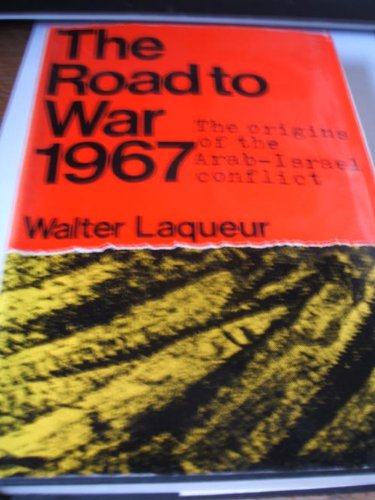 The
Road to
War
1967
The origins
of the
Arab-Israel
conflict
Walter Laqueur